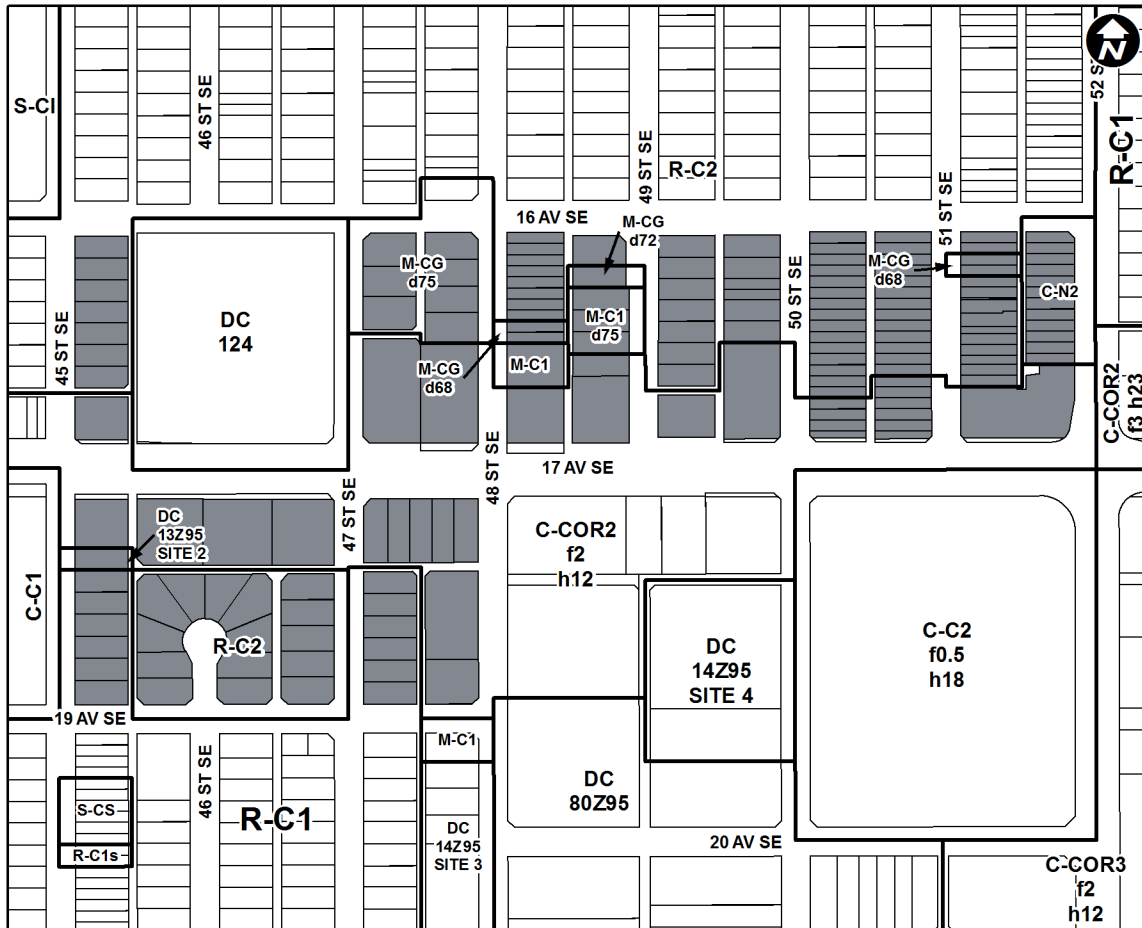 N
52 S
S-CI
46 ST SE
R-C1
49 ST SE
R-C2
16 AV SE
M-CG
d72
51 ST SE
M-CG
d75
M-CG
d68
50 ST SE
C-N2
DC
124
M-C1
d75
45 ST SE
M-CG
d68
M-C1
C-COR2
f3 h23
48 ST SE
17 AV SE
47 ST SE
DC
13Z95
SITE 2
C-COR2
f2
h12
C-C1
R-C2
DC
14Z95
SITE 4
C-C2
f0.5
h18
19 AV SE
M-C1
46 ST SE
DC
80Z95
S-CS
R-C1
DC
14Z95
SITE 3
20 AV SE
R-C1s
C-COR3
f2
h12